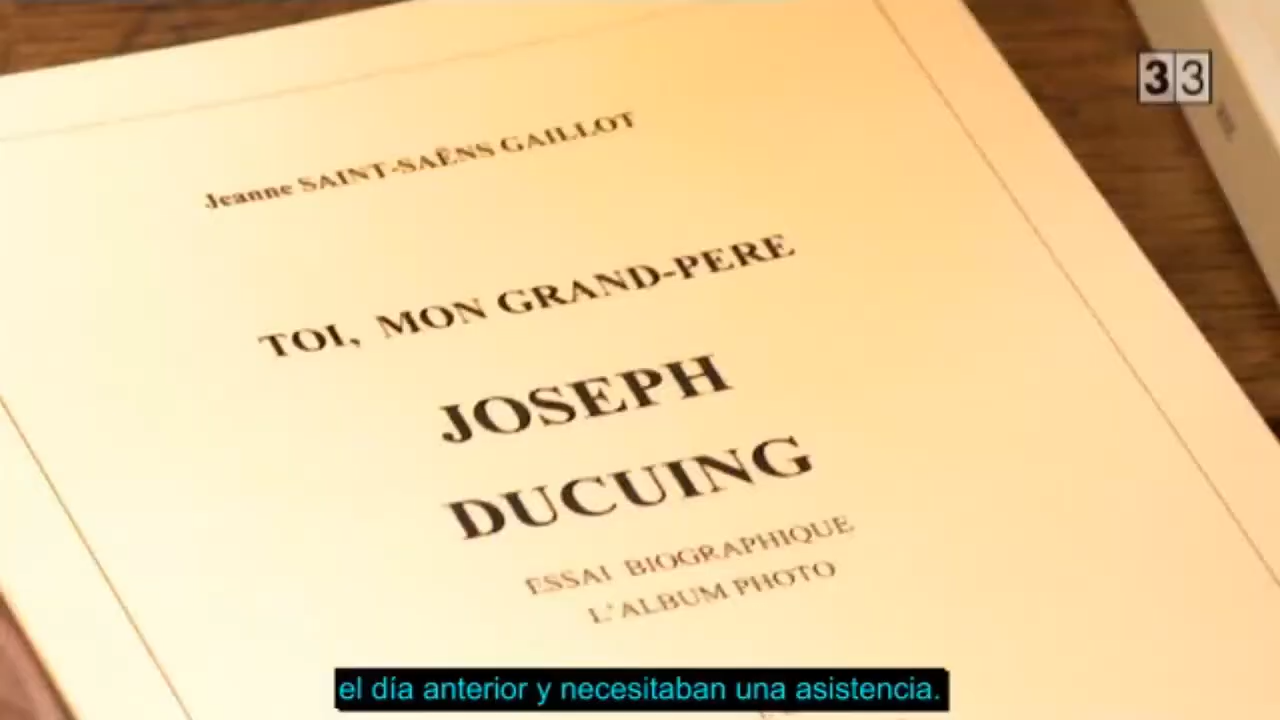 33
Jeanne SAINT-SAËNS GAILLOT
TOI, MON GRAND-PERE
JOSEPH
DUCUING
ESSAI BIOGRAPHIQUE
L'ALBUM PHOTO
el día anterior y necesitaban una asistencia.